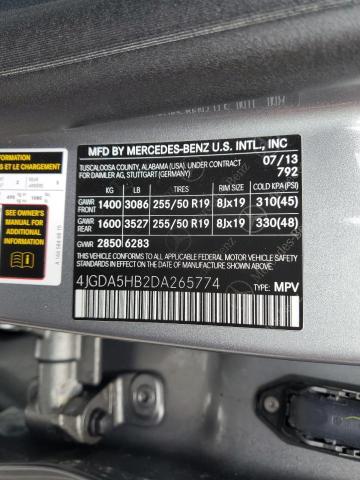 ET LE CHARGEMENT
SEE OWNER'S
MANUAL FOR
ADDITIONAL
INFORMATION
MFD BY MERCEDES-BENZ U.S. INTL., INC
TUSCALOOSA COUNTY, ALABAMA (USA). UNDER CONTRACT 07/13
FOR DAIMLER AG, STUTTGART (GERMANY) 792
KG LB TIRES RIM SIZE COLD KPA(PSI)
GAWR FRONT 1400 3086 255/50 R19 8Jx19 310(45)
GAWR REAR 1600 3527 255/50 R19 8Jx19 330(48)
GVWR 2850 6283
THIS VEHICLE CONFORMS TO ALL APPLICABLE FEDERAL MOTOR VEHICLE SAFETY
STANDARDS IN EFFECT ON THE DATE OF MANUFACTURE SHOWN ABOVE.
4JGDA5HB2DA265774 TYPE: MPV